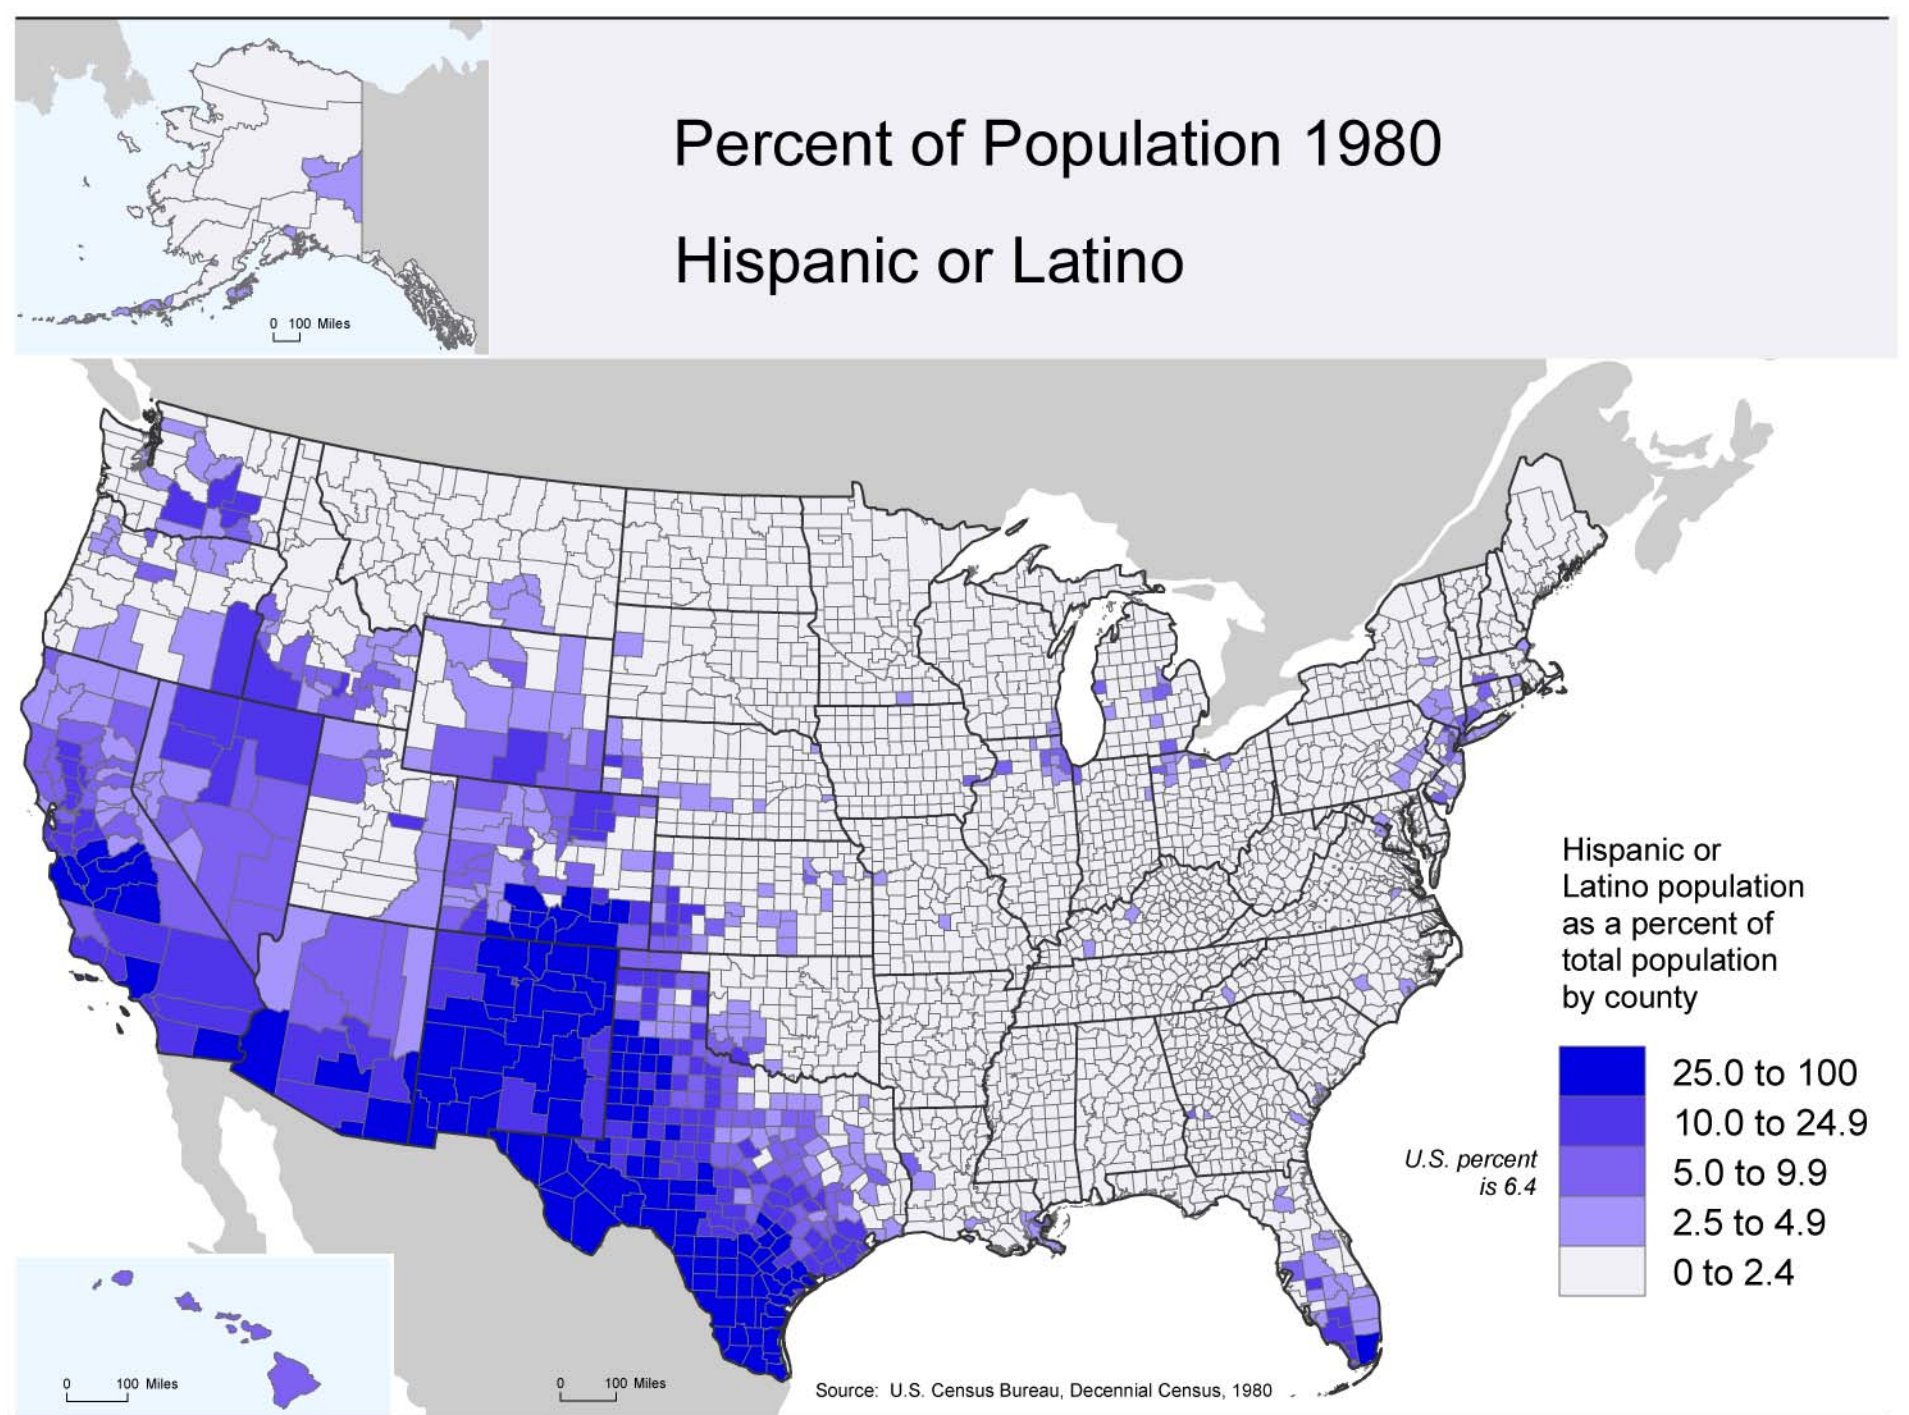 Percent of Population 1980
Hispanic or Latino
0 100 Miles
Hispanic or
Latino population
as a percent of
total population
by county
25.0 to 100
10.0 to 24.9
5.0 to 9.9
2.5 to 4.9
0 to 2.4
U.S. percent
is 6.4
0 100 Miles
0 100 Miles
Source: U.S. Census Bureau, Decennial Census, 1980